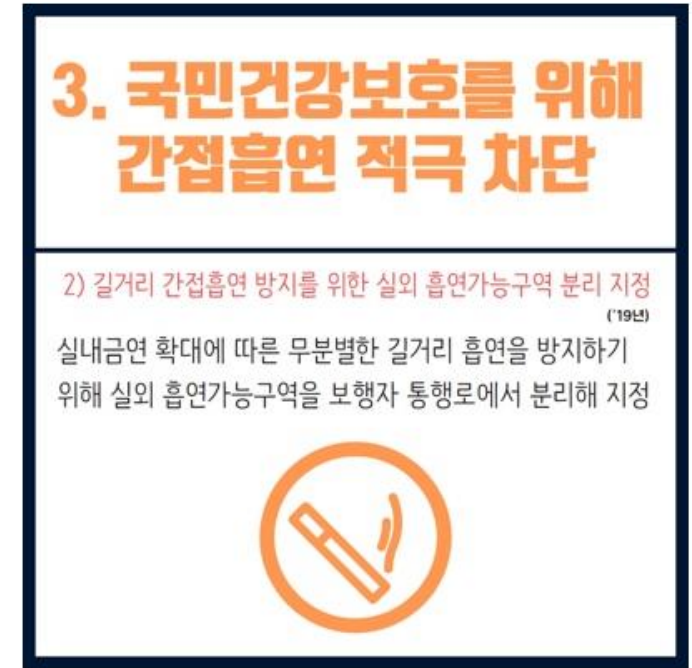 3. 국민건강보호를 위해
간접흡연 적극 차단
2) 길거리 간접흡연 방지를 위한 실외 흡연가능구역 분리 지정
('19년)
실내금연 확대에 따른 무분별한 길거리 흡연을 방지하기
위해 실외 흡연가능구역을 보행자 통행로에서 분리해 지정